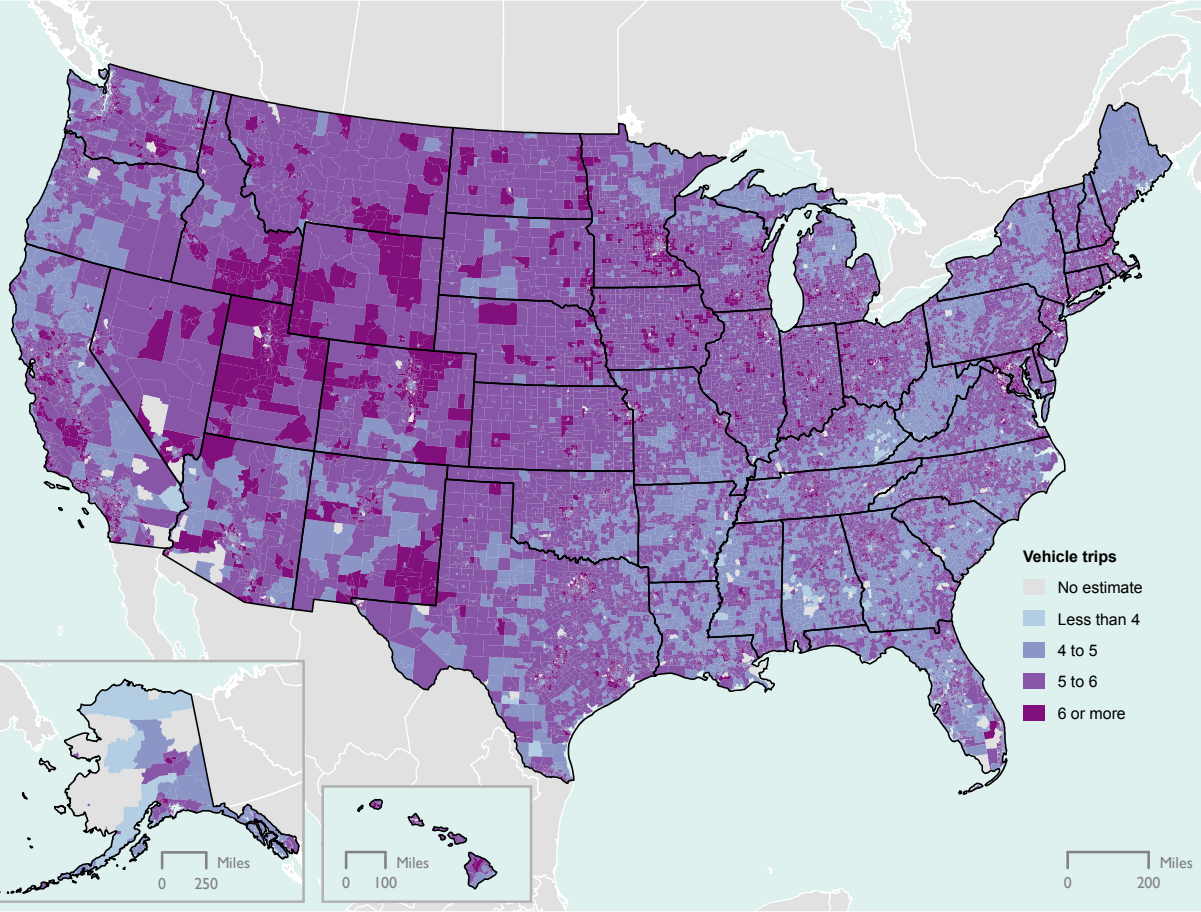 Vehicle trips
No estimate
Less than 4
4 to 5
5 to 6
6 or more
Miles
0 250
Miles
0 100
Miles
0 200